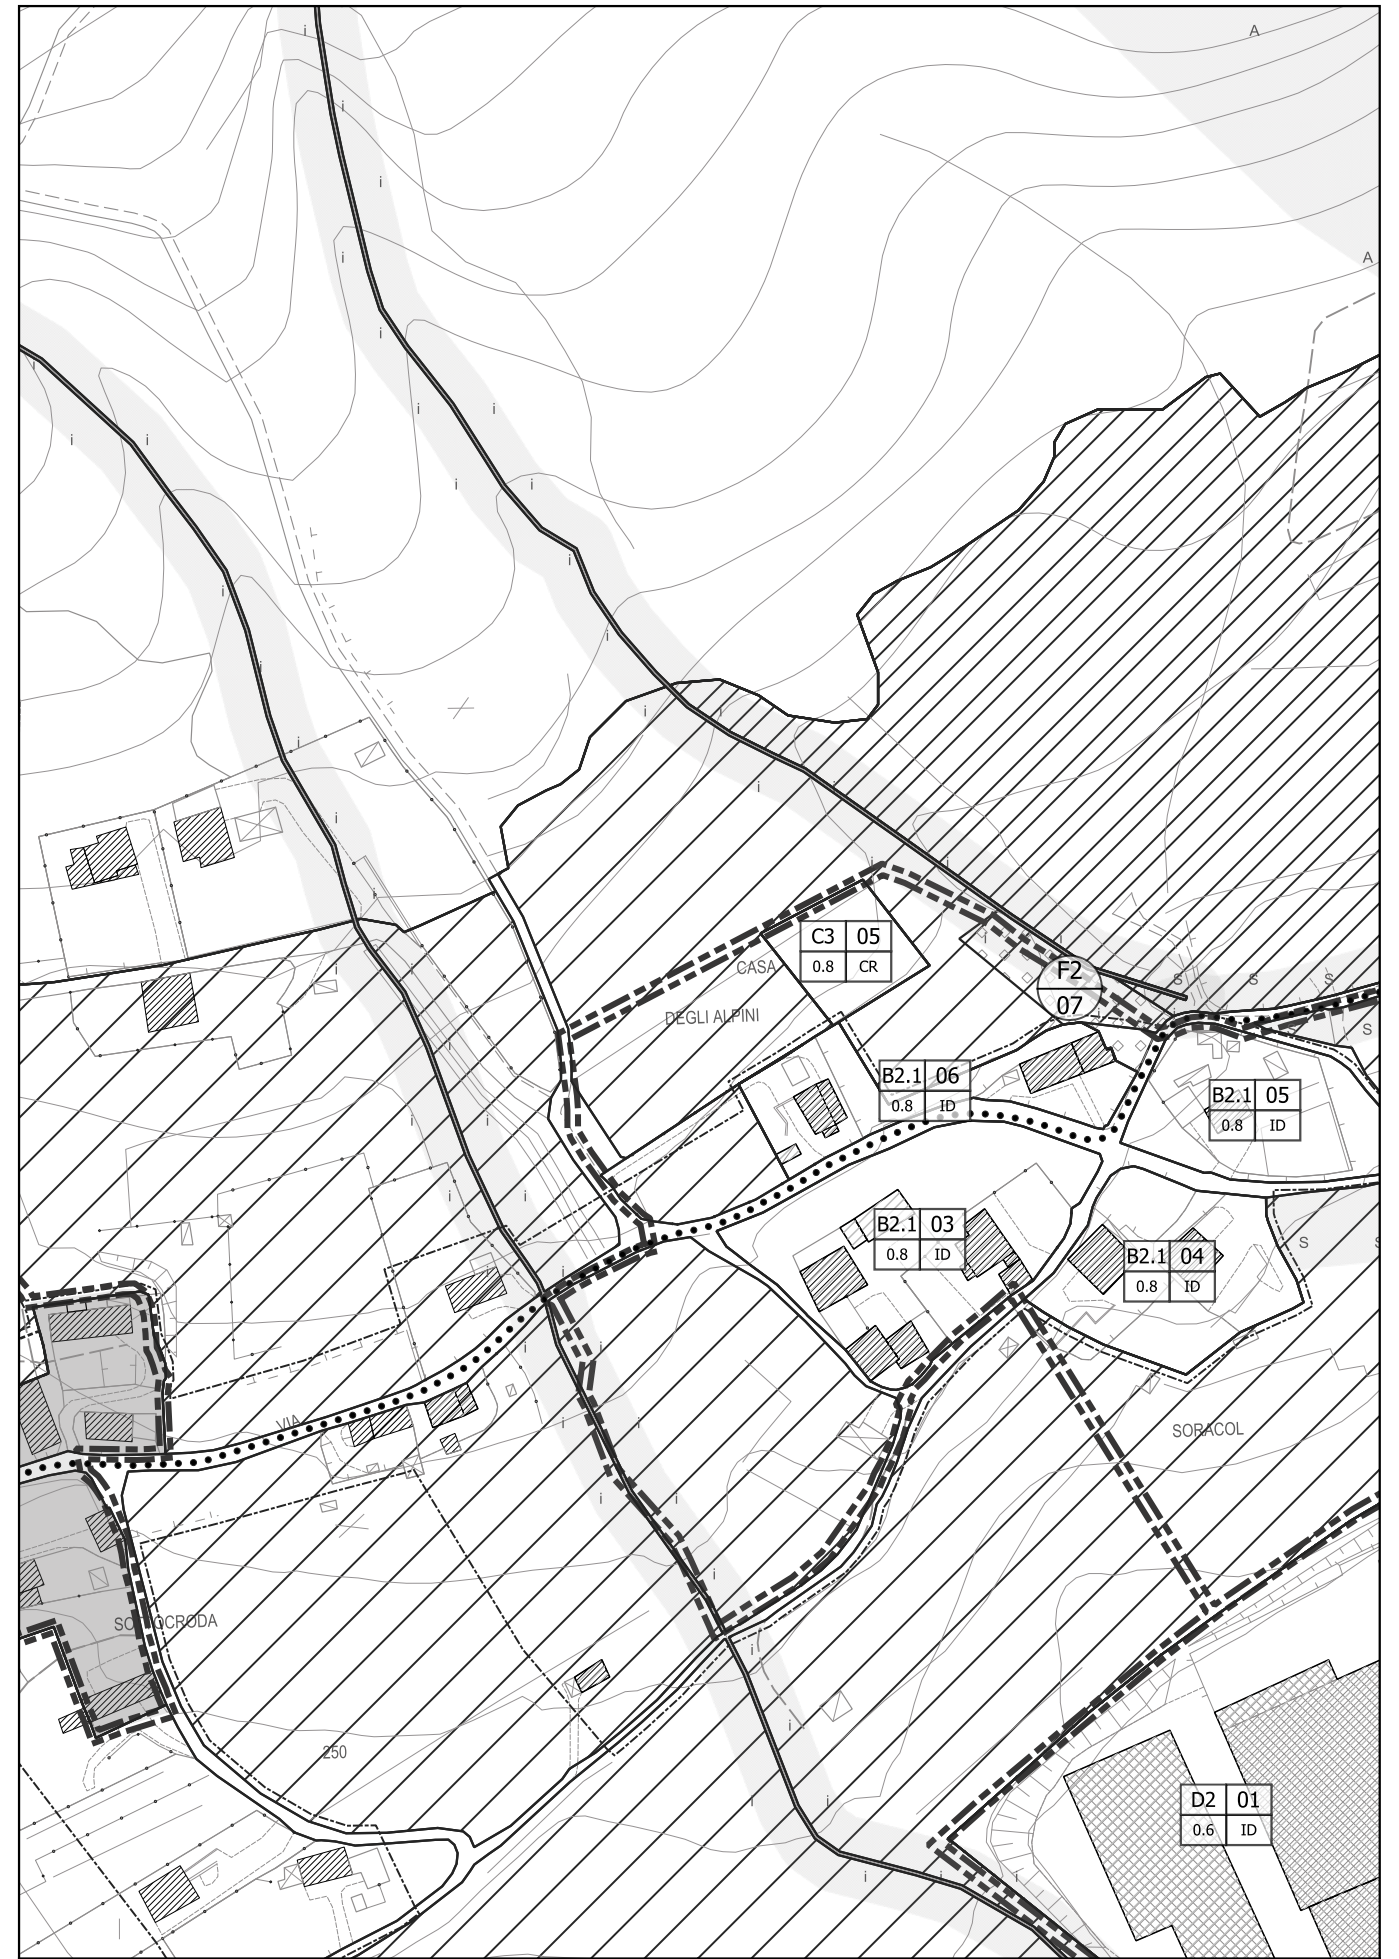 A
A
C3 05
0.8 CR
CASA
DEGLI ALPINI
F2
07
B2.1 06
0.8 ID
B2.1 05
0.8 ID
B2.1 03
0.8 ID
B2.1 04
0.8 ID
VIA
SORACOL
SOTTOCRODA
250
D2 01
0.6 ID